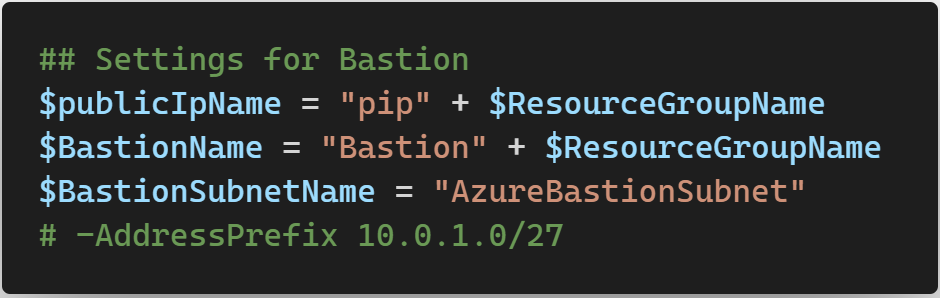 ## Settings for Bastion
$publicIpName = "pip" + $ResourceGroupName
$BastionName = "Bastion" + $ResourceGroupName
$BastionSubnetName = "AzureBastionSubnet"
# -AddressPrefix 10.0.1.0/27